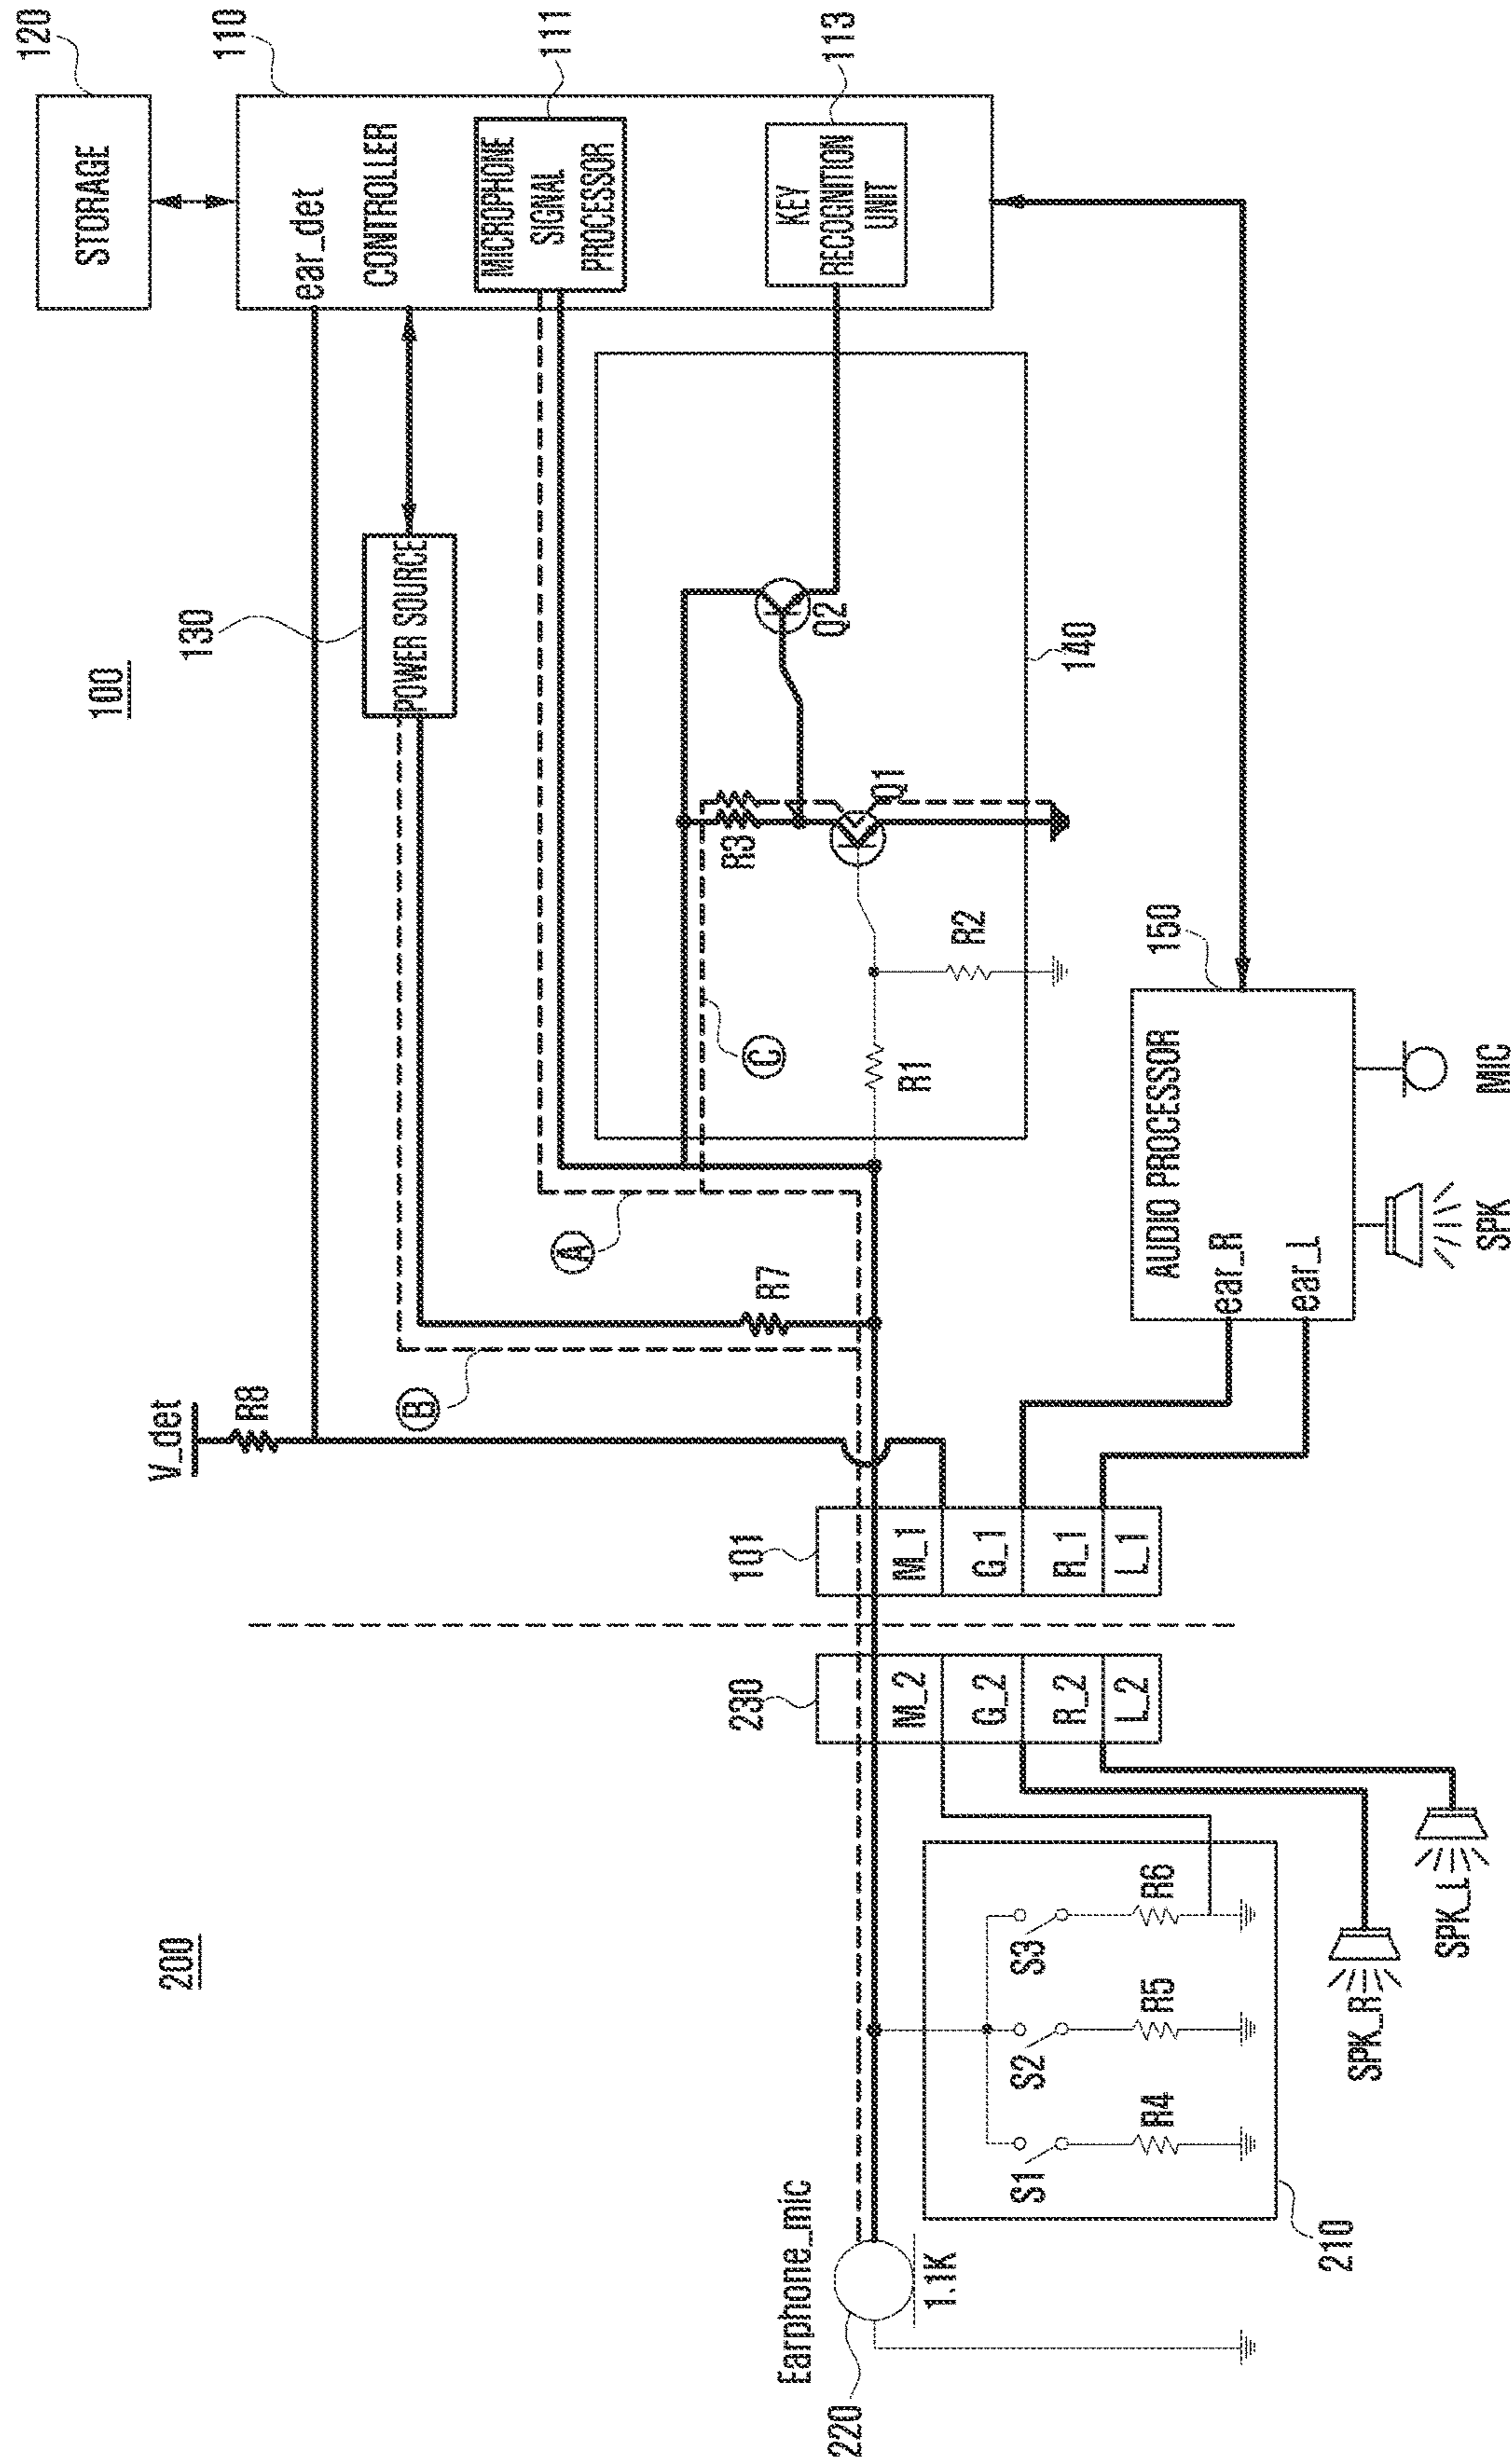 100
200
120
STORAGE
110
ear_det
CONTROLLER
111
MICROPHONE
SIGNAL
PROCESSOR
113
KEY
RECOGNITION
UNIT
130
POWER SOURCE
V_det
R8
B
A
C
R7
R3
Q2
Q1
R1
R2
140
150
AUDIO PROCESSOR
ear_R
ear_L
SPK
MIC
101
M_1
G_1
R_1
L_1
230
M_2
G_2
R_2
L_2
Earphone_mic
220
1.1K
S1
S2
S3
R4
R5
R6
210
SPK_R
SPK_L